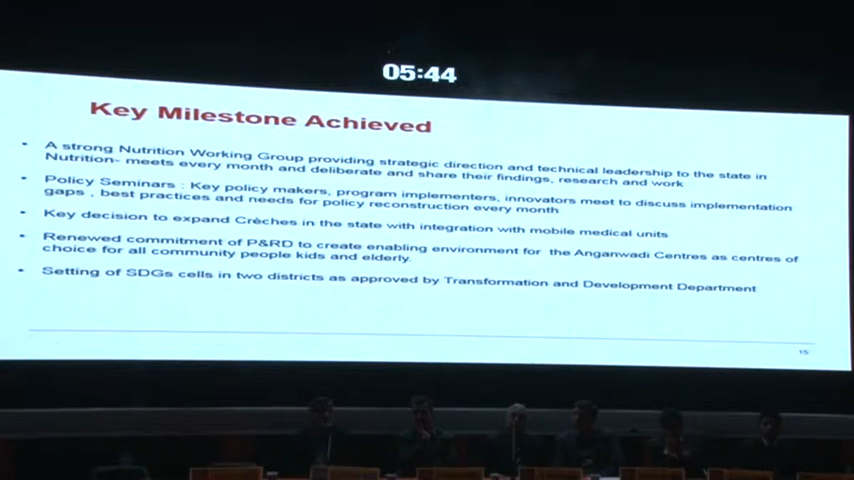 05:44
Key Milestone Achieved
• A strong Nutrition Working Group providing strategic direction and technical leadership to the state in
Nutrition- meets every month and deliberate and share their findings, research and work
• Policy Seminars : Key policy makers, program implementers, innovators meet to discuss implementation
gaps , best practices and needs for policy reconstruction every month
• Key decision to expand Crèches in the state with integration with mobile medical units
• Renewed commitment of P&RD to create enabling environment for the Anganwadi Centres as centres of
choice for all community people kids and elderly.
• Setting of SDGs cells in two districts as approved by Transformation and Development Department
15